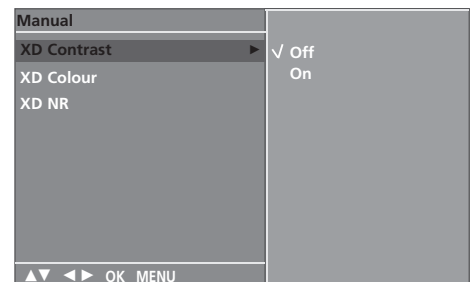 Manual
XD Contrast ►
XD Colour
XD NR
√ Off
On
▲▼ ◄► OK MENU